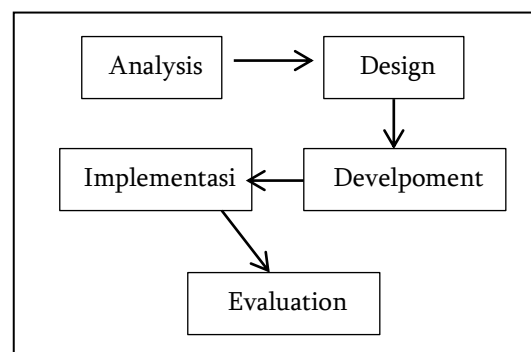 Analysis
Design
Develpoment
Implementasi
Evaluation